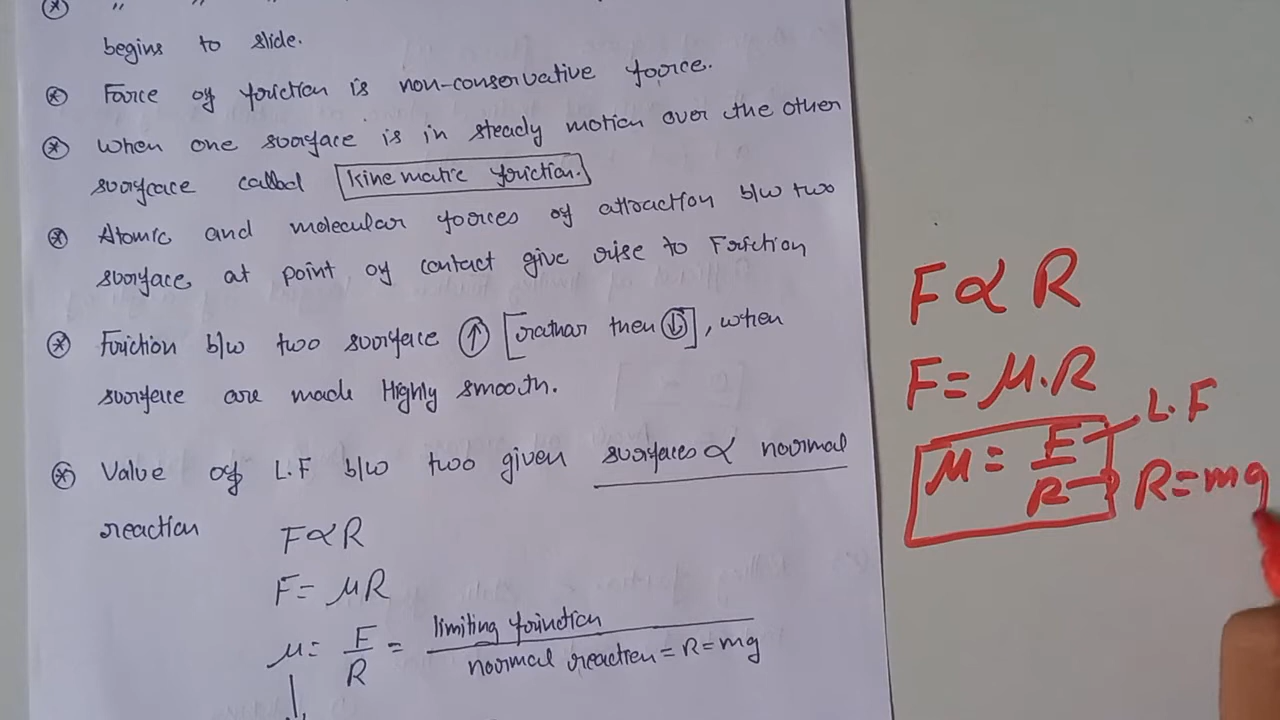 " " "
begins to slide.
Force of friction is non-conservative force.
When one surface is in steady motion over the other
surface called Kinematic friction.
Atomic and molecular forces of attraction b/w two
surface at point of contact give rise to Friction
Friction b/w two surface ↑ [rathar then ↓], when
surface are made Highly smooth.
Value of L.F b/w two given surfaces ∝ normal
reaction
F∝R
F= μR
μ= F/R = limiting friction / normal reaction = R=mg
F∝R
F= μ.R
μ= F/R
L.F
R=mg